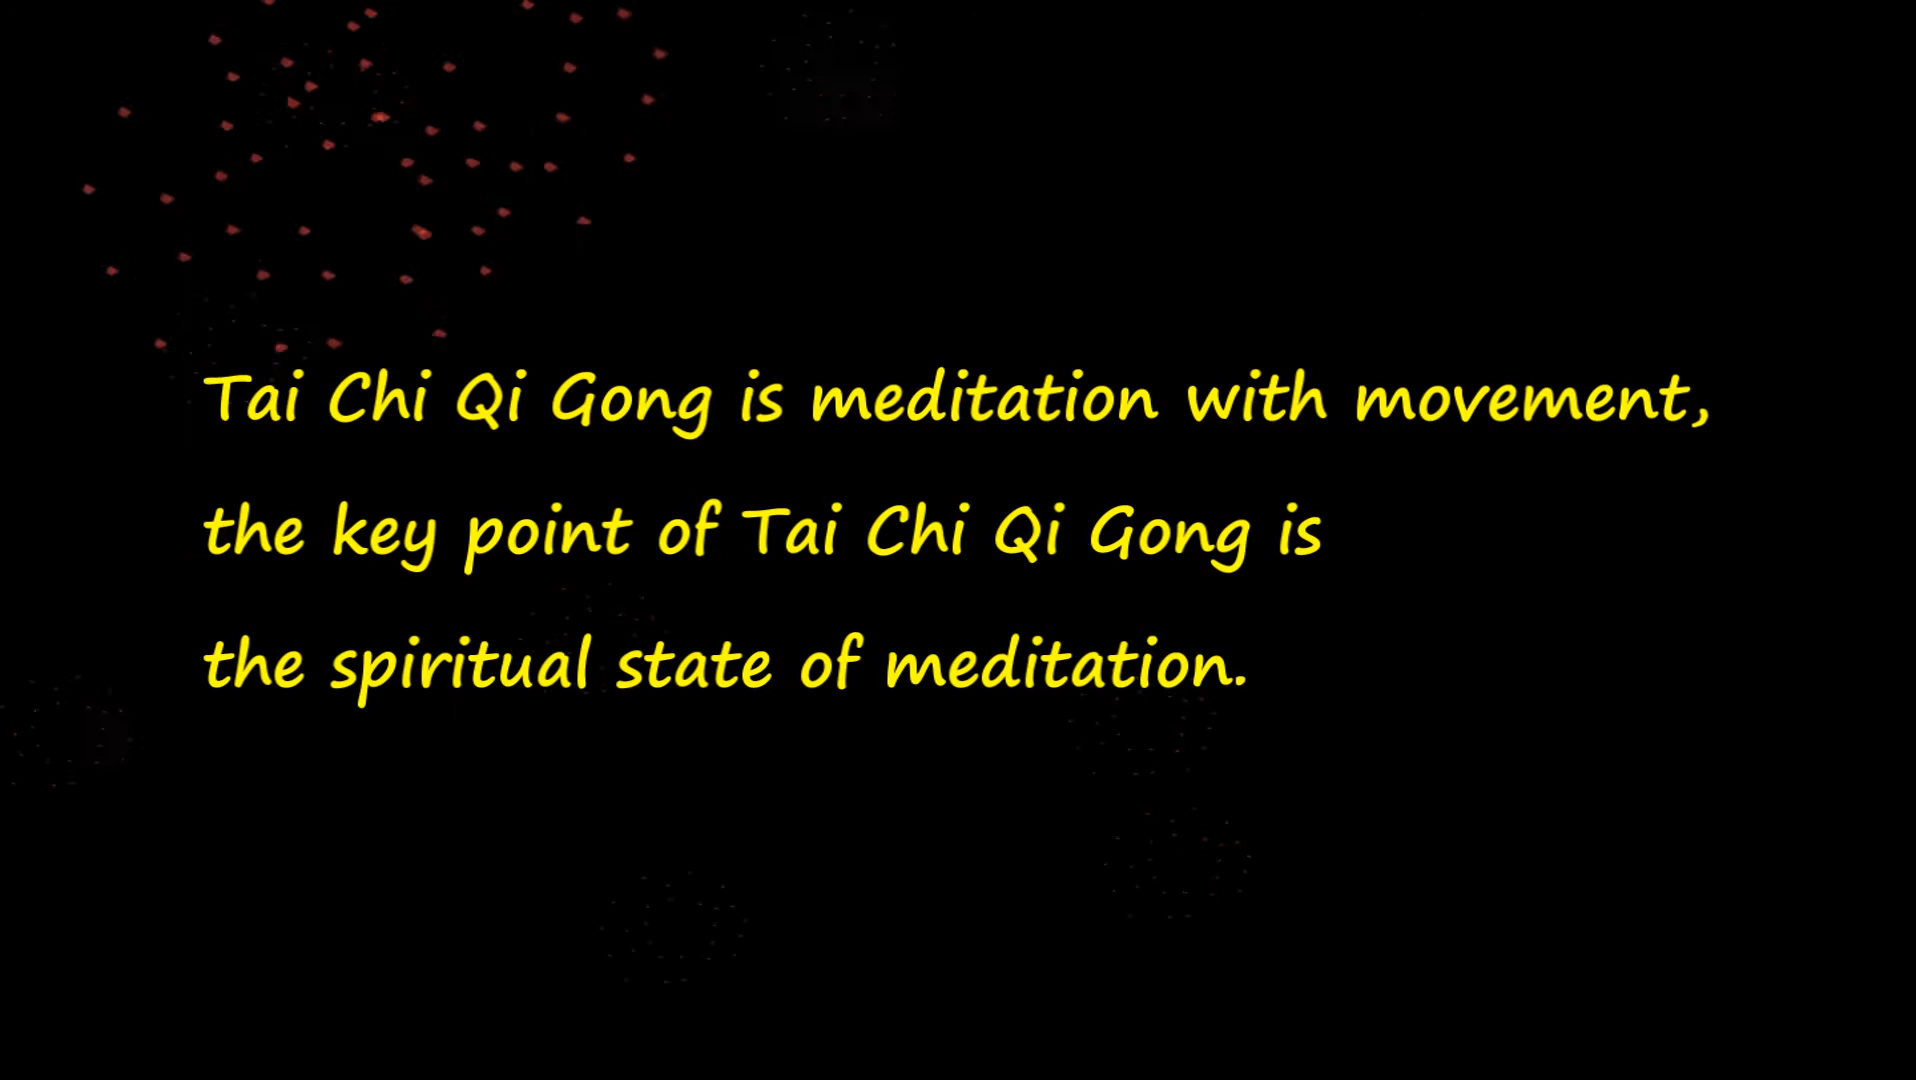 Tai Chi Qi Gong is meditation with movement,
the key point of Tai Chi Qi Gong is
the spiritual state of meditation.